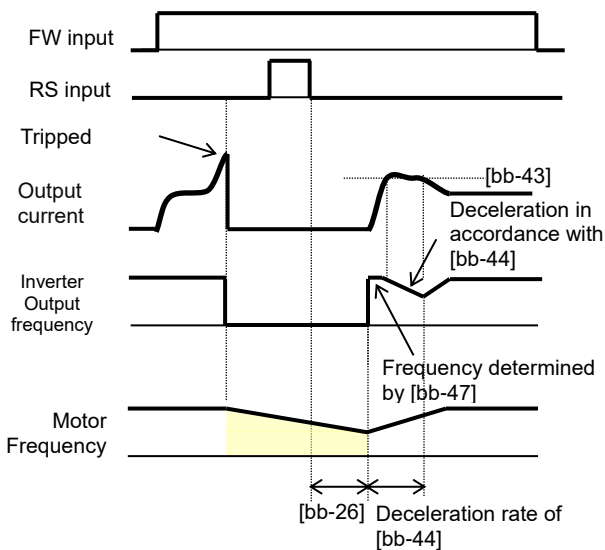 FW input
RS input
Tripped
Output
current
[bb-43]
Deceleration in
accordance with
[bb-44]
Inverter
Output
frequency
Frequency determined
by [bb-47]
Motor
Frequency
[bb-26]
Deceleration rate of
[bb-44]